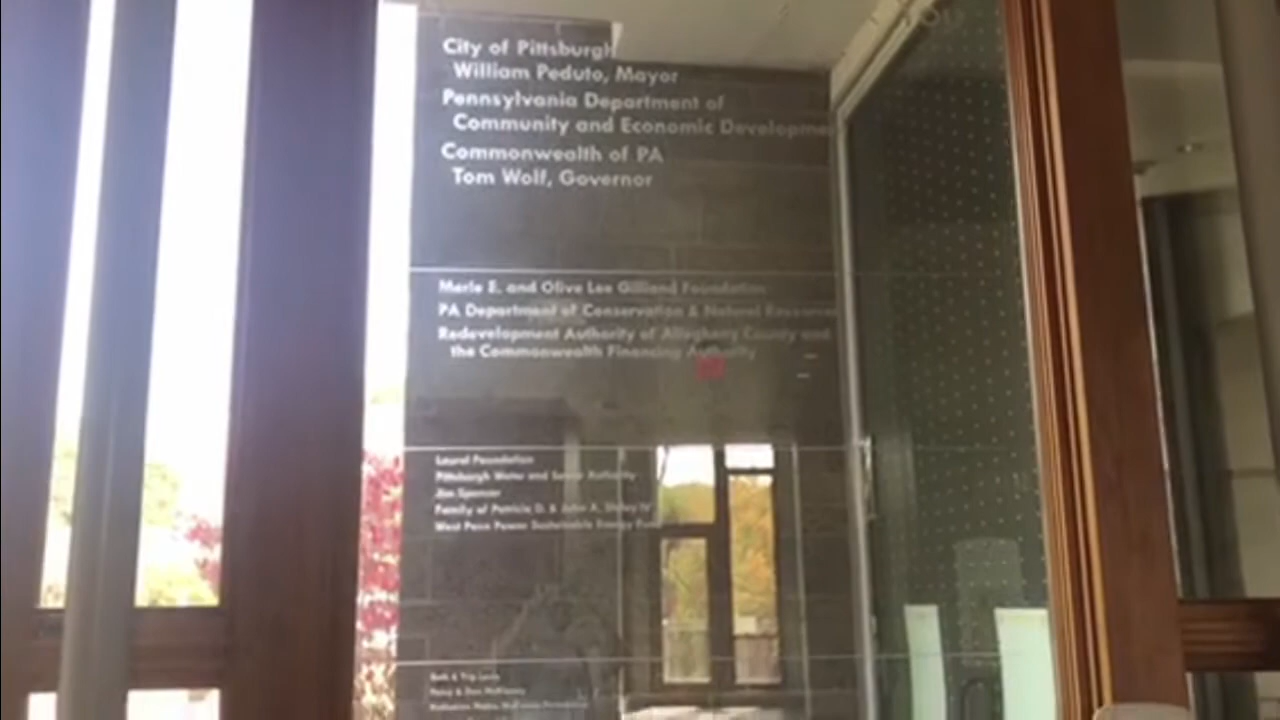 City of Pittsburgh
William Peduto, Mayor
Pennsylvania Department of
Community and Economic Developme
Commonwealth of PA
Tom Wolf, Governor
Merle E. and Olive Lee Gilliand Foundation
PA Department of Conservation & Natural Resources
Redevelopment Authority of Allegheny County and
the Commonwealth Financing Authority
Laurel Foundation
Pittsburgh Water and Sewer Authority
Jim Spencer
Family of Patricia D. & John A.
West Penn Power Sustainable Energy